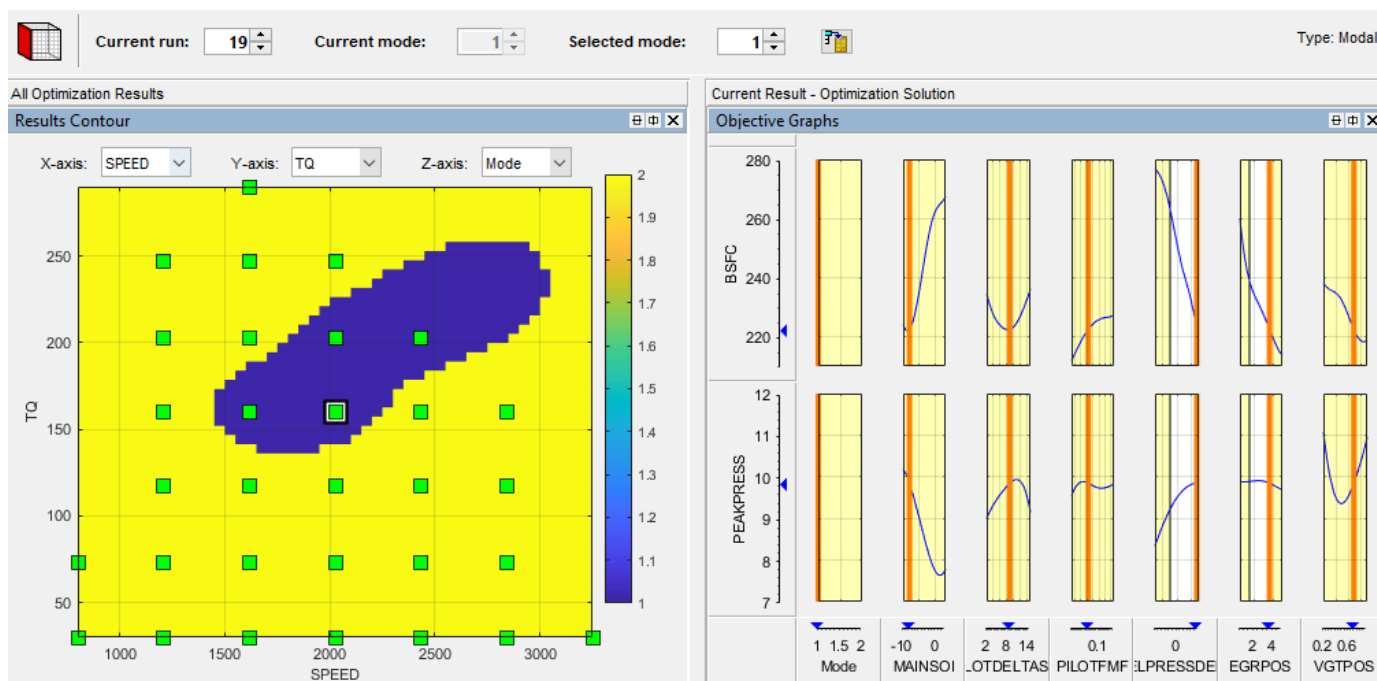 Current run: 19 Current mode: 1 Selected mode: 1 Type: Modal
All Optimization Results
Results Contour
X-axis: SPEED Y-axis: TQ Z-axis: Mode
250
200
150
100
50
TQ
1000 1500 2000 2500 3000
SPEED
2
1.9
1.8
1.7
1.6
1.5
1.4
1.3
1.2
1.1
1
Current Result - Optimization Solution
Objective Graphs
BSFC
280
260
240
220
PEAKPRESS
12
11
10
9
8
7
1 1.5 2 -10 0 2 8 14 0.1 0 2 4 0.2 0.6
Mode MAINSOI _OTDELTAS PILOTFMF ELPRESSDEI EGRPOS VGTPOS